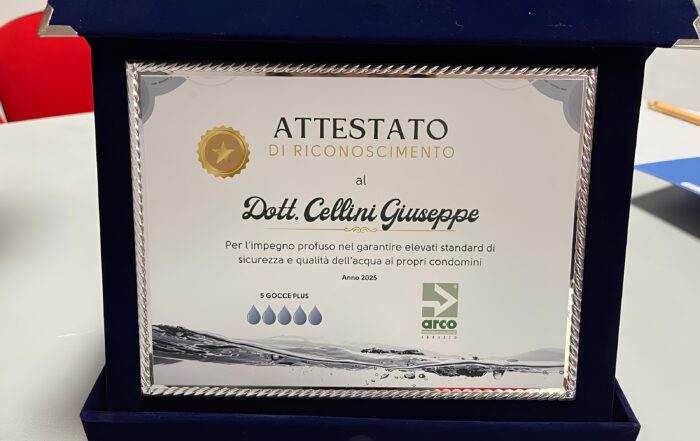 ATTESTATO
DI RICONOSCIMENTO
al
Dott. Cellini Giuseppe
Per l'impegno profuso nel garantire elevati standard di
sicurezza e qualità dell'acqua ai propri condomini
Anno 2025
5 GOCCE PLUS
arco
ABRUZZO